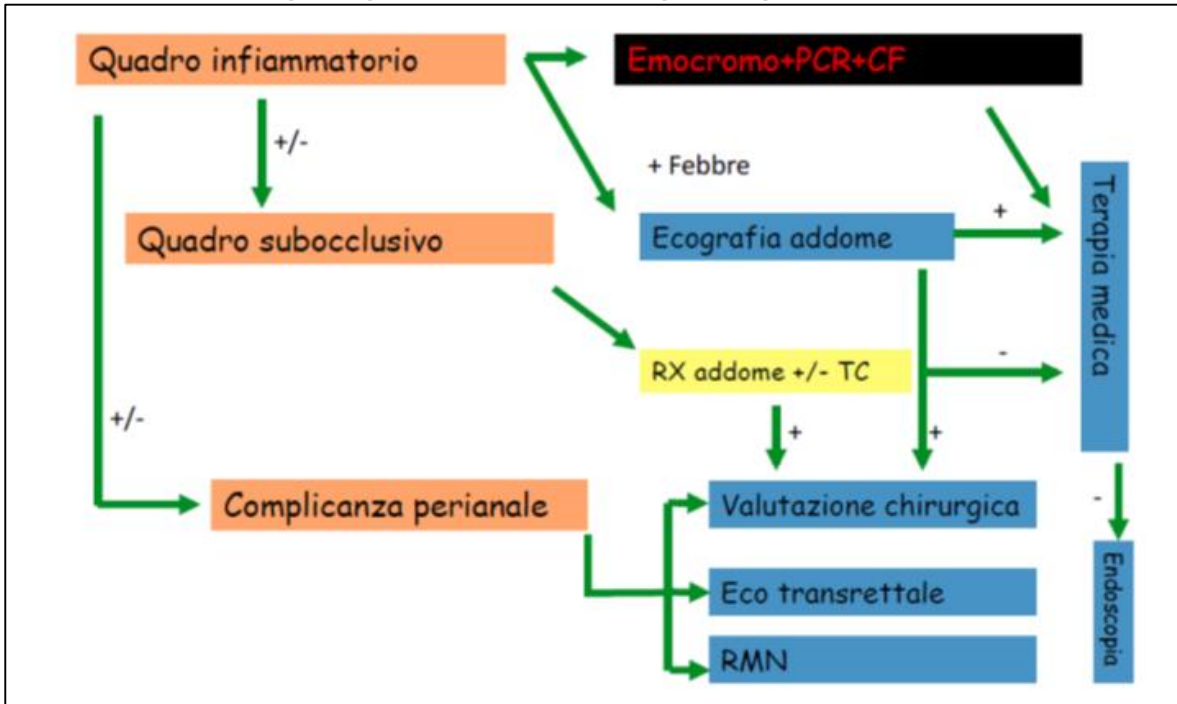 Quadro infiammatorio
Emocromo+PCR+CF
+/-
+ Febbre
Quadro subocclusivo
Ecografia addome
+
Terapia medica
RX addome +/- TC
-
+/-
+
+
Complicanza perianale
Valutazione chirurgica
-
Eco transrettale
Endoscopia
RMN